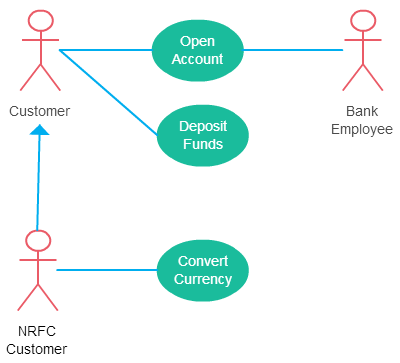 Open
Account
Customer
Bank
Employee
Deposit
Funds
Convert
Currency
NRFC
Customer